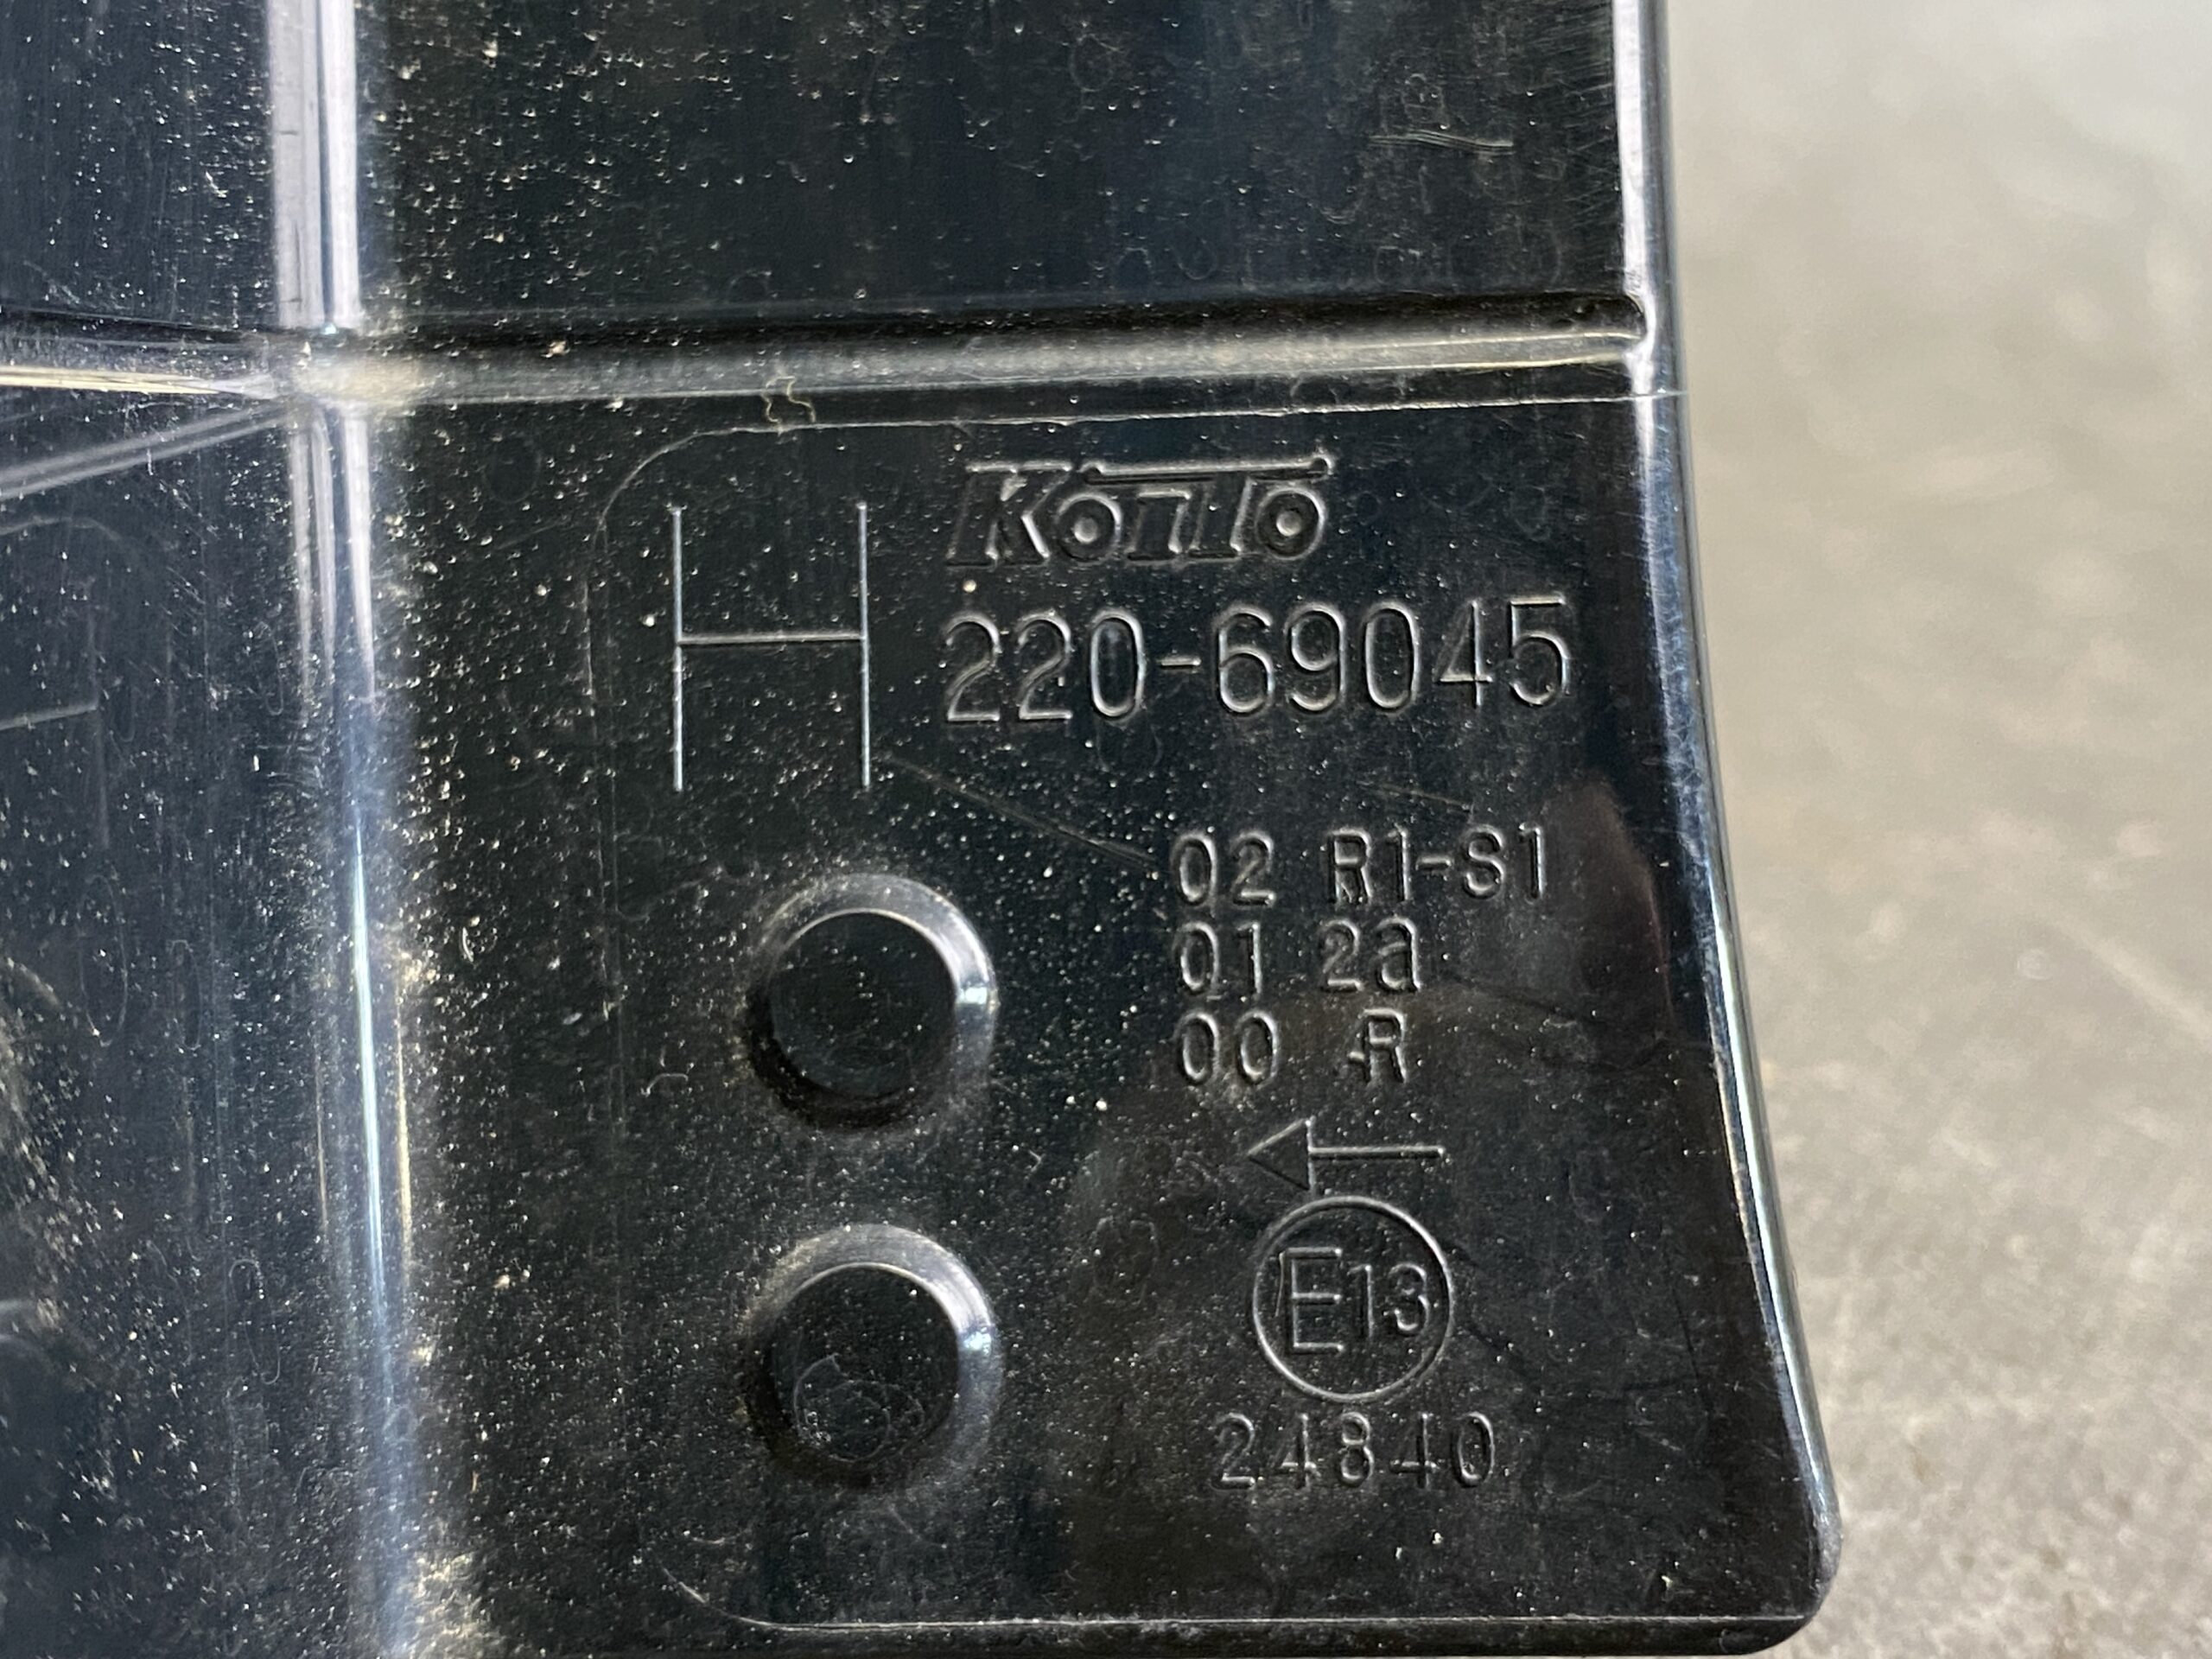 KoiTo
H 220-69045
02 R1-S1
01 2a
00 R
←
E13
24840